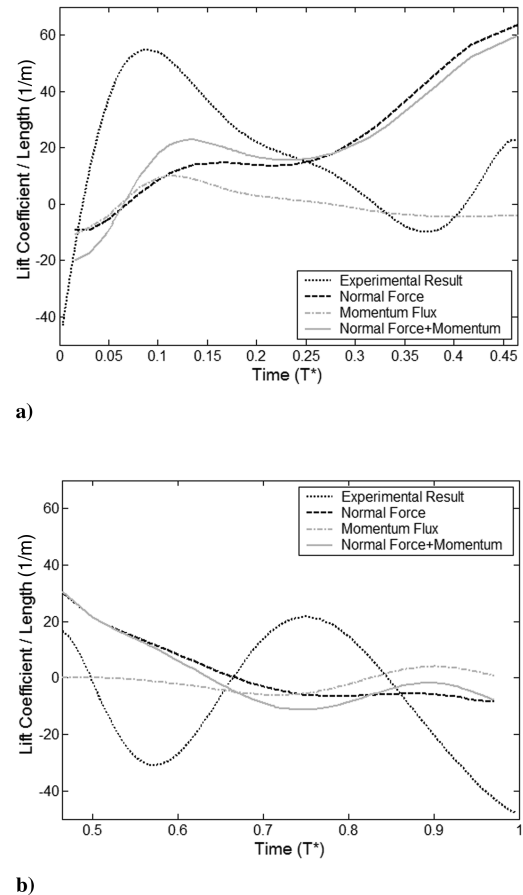 60
40
20
0
-20
-40
Lift Coefficient / Length (1/m)
Experimental Result
Normal Force
Momentum Flux
Normal Force+Momentum
0 0.05 0.1 0.15 0.2 0.25 0.3 0.35 0.4 0.45
Time (T*)
a)
60
40
20
0
-20
-40
Lift Coefficient / Length (1/m)
Experimental Result
Normal Force
Momentum Flux
Normal Force+Momentum
0.5 0.6 0.7 0.8 0.9 1
Time (T*)
b)